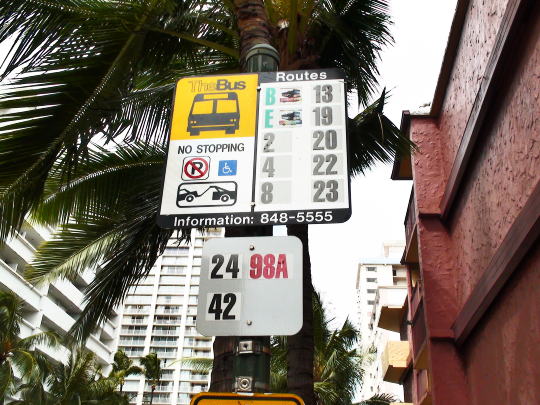 TheBus
NO STOPPING
P
Routes
B 13
E 19
2 20
4 22
8 23
Information: 848-5555
24 98A
42